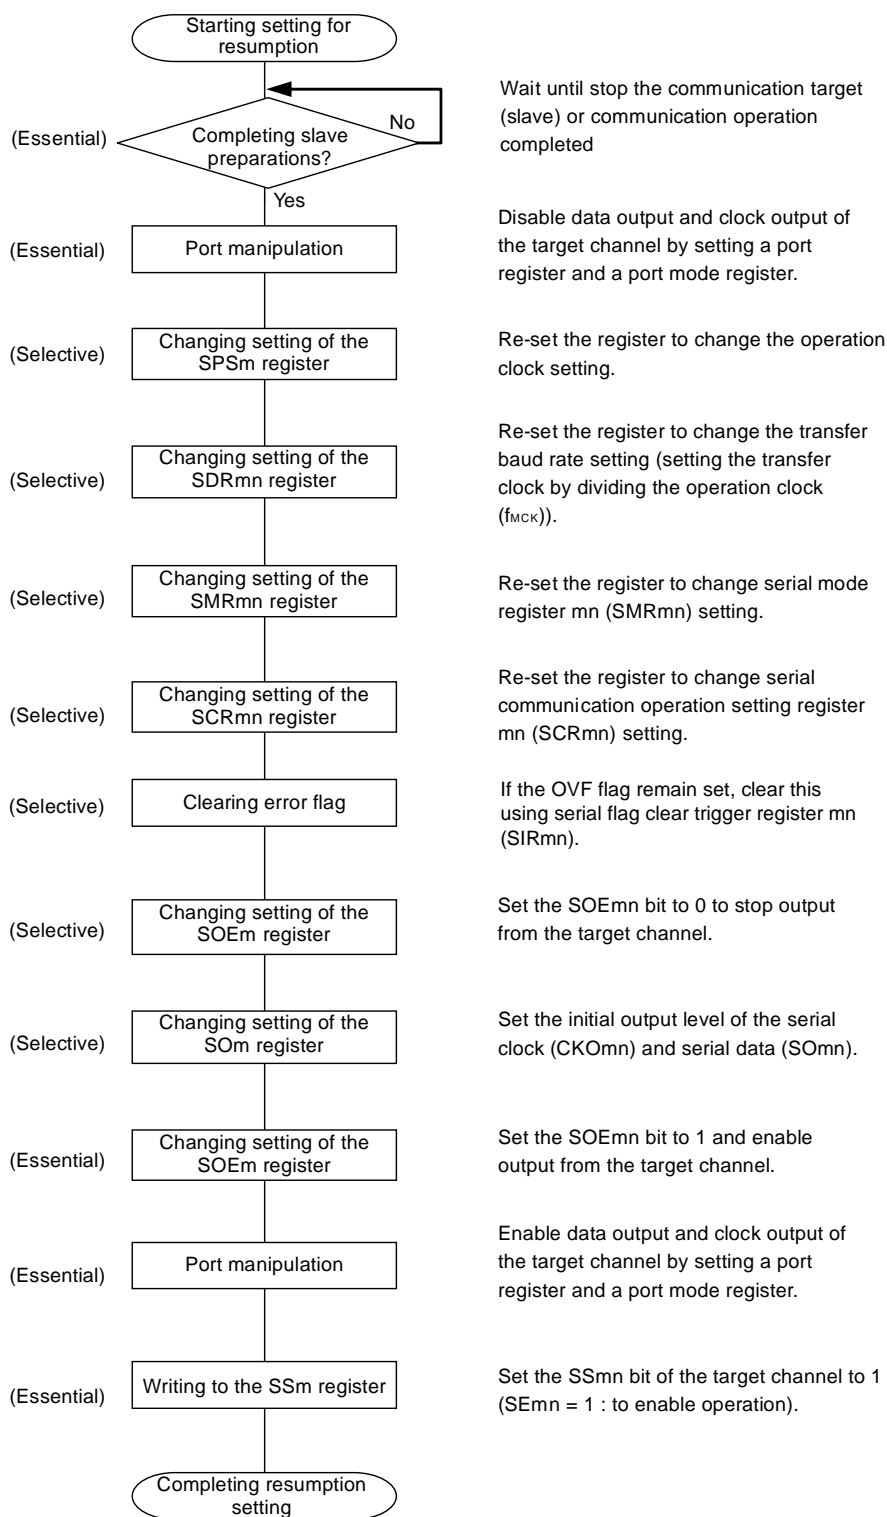 Starting setting for
resumption
(Essential)
Completing slave
preparations?
No
Yes
Wait until stop the communication target
(slave) or communication operation
completed
(Essential)
Port manipulation
Disable data output and clock output of
the target channel by setting a port
register and a port mode register.
(Selective)
Changing setting of the
SPSm register
Re-set the register to change the operation
clock setting.
(Selective)
Changing setting of the
SDRmn register
Re-set the register to change the transfer
baud rate setting (setting the transfer
clock by dividing the operation clock
(fMCK)).
(Selective)
Changing setting of the
SMRmn register
Re-set the register to change serial mode
register mn (SMRmn) setting.
(Selective)
Changing setting of the
SCRmn register
Re-set the register to change serial
communication operation setting register
mn (SCRmn) setting.
(Selective)
Clearing error flag
If the OVF flag remain set, clear this
using serial flag clear trigger register mn
(SIRmn).
(Selective)
Changing setting of the
SOEm register
Set the SOEmn bit to 0 to stop output
from the target channel.
(Selective)
Changing setting of the
SOm register
Set the initial output level of the serial
clock (CKOmn) and serial data (SOmn).
(Essential)
Changing setting of the
SOEm register
Set the SOEmn bit to 1 and enable
output from the target channel.
(Essential)
Port manipulation
Enable data output and clock output of
the target channel by setting a port
register and a port mode register.
(Essential)
Writing to the SSm register
Set the SSmn bit of the target channel to 1
(SEmn = 1 : to enable operation).
Completing resumption
setting